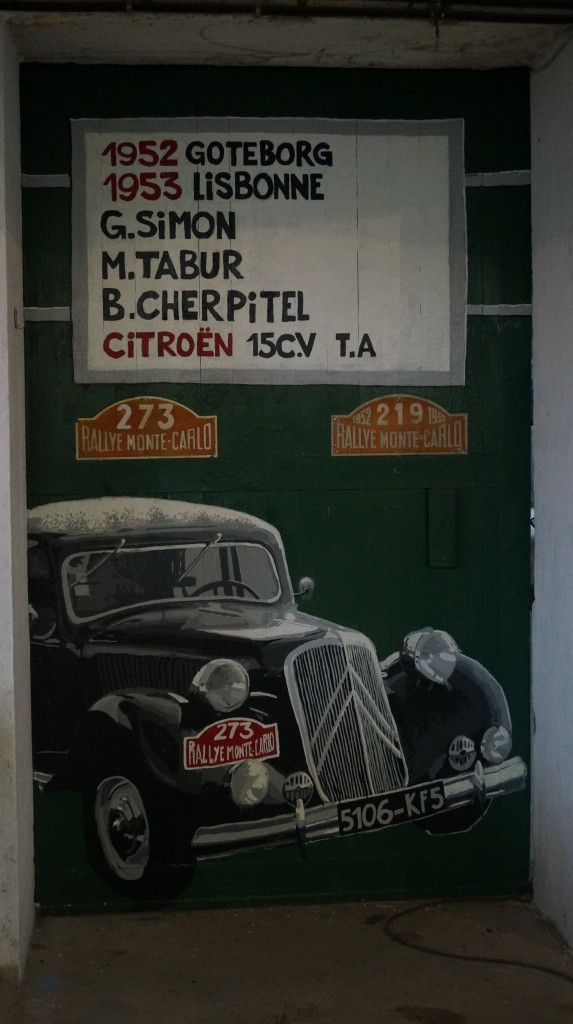 1952 GOTEBORG
1953 LiSBONNE
G.SiMON
M.TABUR
B.CHERPiTEL
CiTROËN 15C.V T.A
273
RALLYE MONTE-CARLO
1952 219 1953
RALLYE MONTE-CARLO
273
RALLYE MONTE-CARLO
5106-KF5